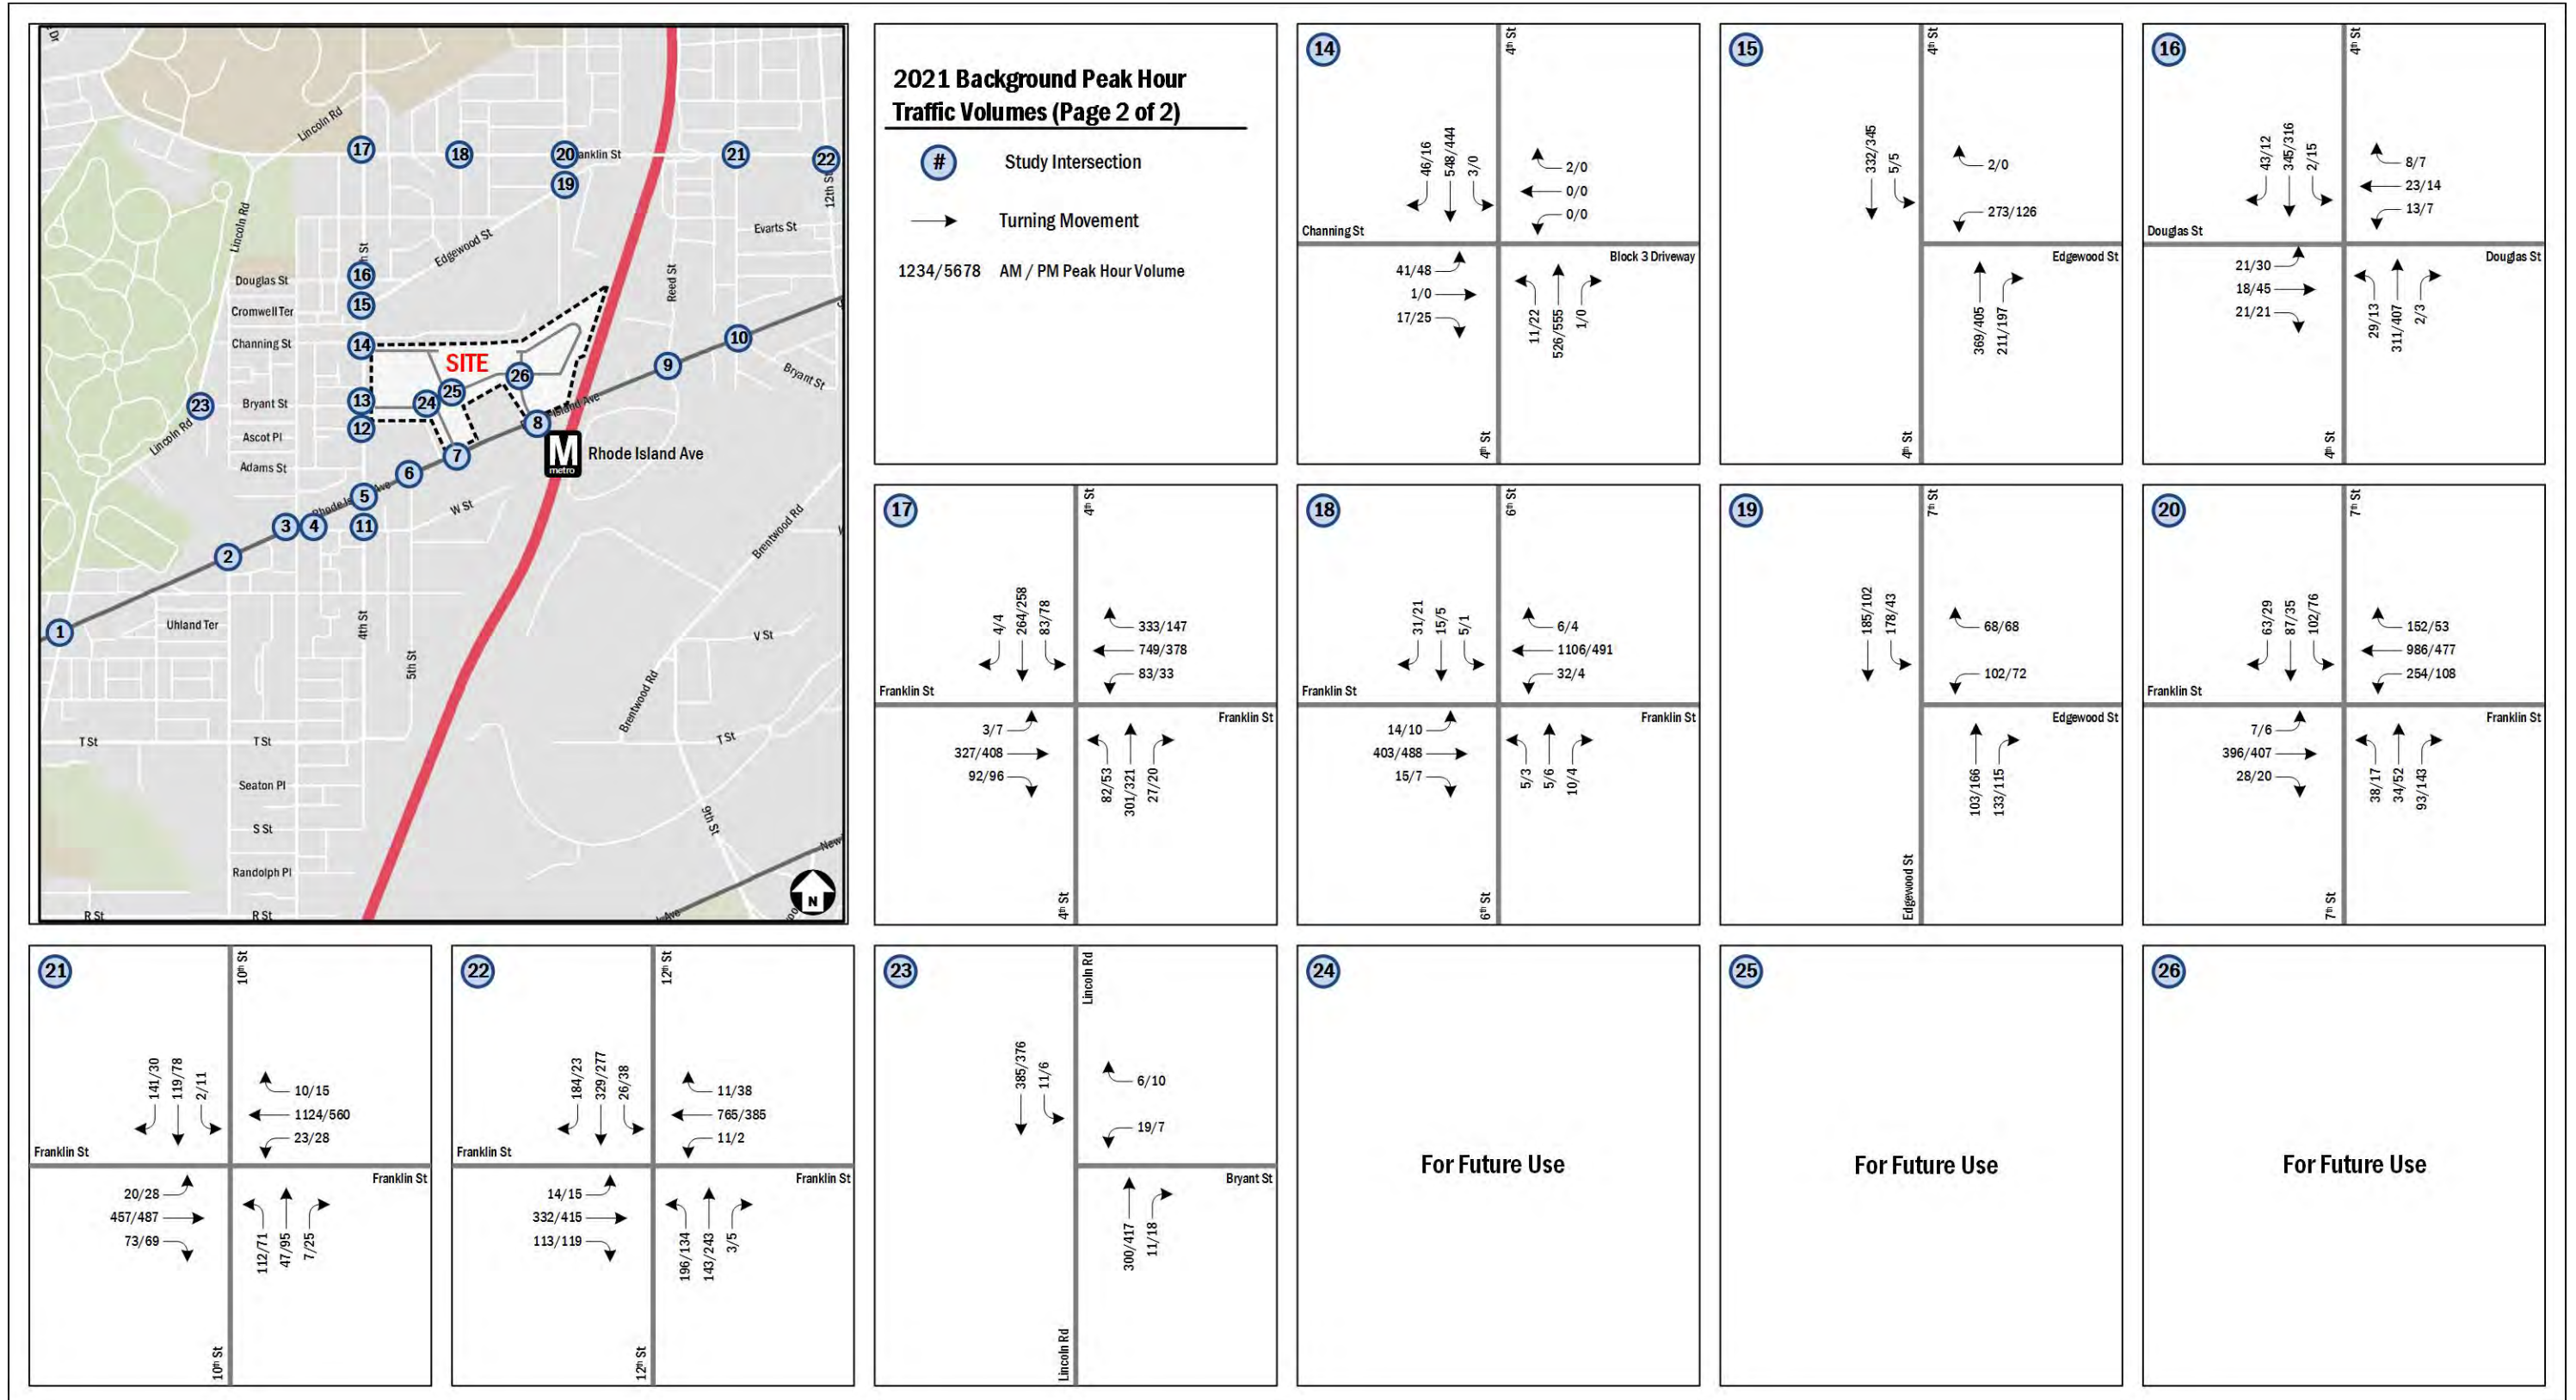 Dr
Lincoln Rd
17
18
20
anklin St
21
22
19
12th St
Lincoln Rd
Evarts St
h St
Edgewood St
16
Douglas St
Reed St
15
Cromwell Ter
Channing St
14
SITE
10
9
26
Bryant St
25
23
Bryant St
13
24
Island Ave
8
Lincoln Rd
Ascot Pl
12
M
metro
Rhode Island Ave
7
Adams St
6
5
Rhode Is
Ave
W St
3
4
11
Brentwood Rd
2
1
Uhland Ter
4th St
V St
5th St
Brentwood Rd
T St
T St
T St
Seaton Pl
9th St
S St
New
Randolph Pl
N
R St
R St
Ave
2021 Background Peak Hour
Traffic Volumes (Page 2 of 2)
# Study Intersection
Turning Movement
1234/5678 AM / PM Peak Hour Volume
14
4th St
46/16
548/444
3/0
2/0
0/0
0/0
Channing St
Block 3 Driveway
41/48
1/0
17/25
11/22
526/555
1/0
4th St
15
4th St
332/345
5/5
2/0
273/126
Edgewood St
369/405
211/197
4th St
16
4th St
43/12
345/316
2/15
8/7
23/14
13/7
Douglas St
Douglas St
21/30
18/45
21/21
29/13
311/407
2/3
4th St
17
4th St
4/4
264/258
83/78
333/147
749/378
83/33
Franklin St
Franklin St
3/7
327/408
92/96
82/53
301/321
27/20
4th St
18
6th St
31/21
15/5
5/1
6/4
1106/491
32/4
Franklin St
Franklin St
14/10
403/488
15/7
5/3
5/6
10/4
6th St
19
7th St
185/102
178/43
68/68
102/72
Edgewood St
103/166
133/115
Edgewood St
20
7th St
63/29
87/35
102/76
152/53
986/477
254/108
Franklin St
Franklin St
7/6
396/407
28/20
38/17
34/52
93/143
7th St
21
10th St
141/30
119/78
2/11
10/15
1124/560
23/28
Franklin St
Franklin St
20/28
457/487
73/69
112/71
47/95
7/25
10th St
22
12th St
184/23
329/277
26/38
11/38
765/385
11/2
Franklin St
Franklin St
14/15
332/415
113/119
196/134
143/243
3/5
12th St
23
Lincoln Rd
385/376
11/6
6/10
19/7
Bryant St
300/417
11/18
Lincoln Rd
24
For Future Use
25
For Future Use
26
For Future Use